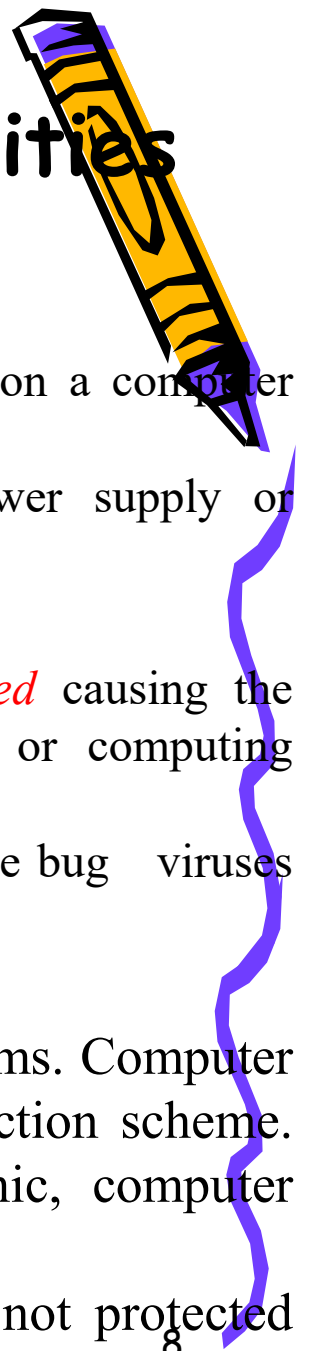 ities
on a computer
wer supply or
ed causing the
or computing
e bug viruses
ms. Computer
ction scheme.
nic, computer
not protected
8